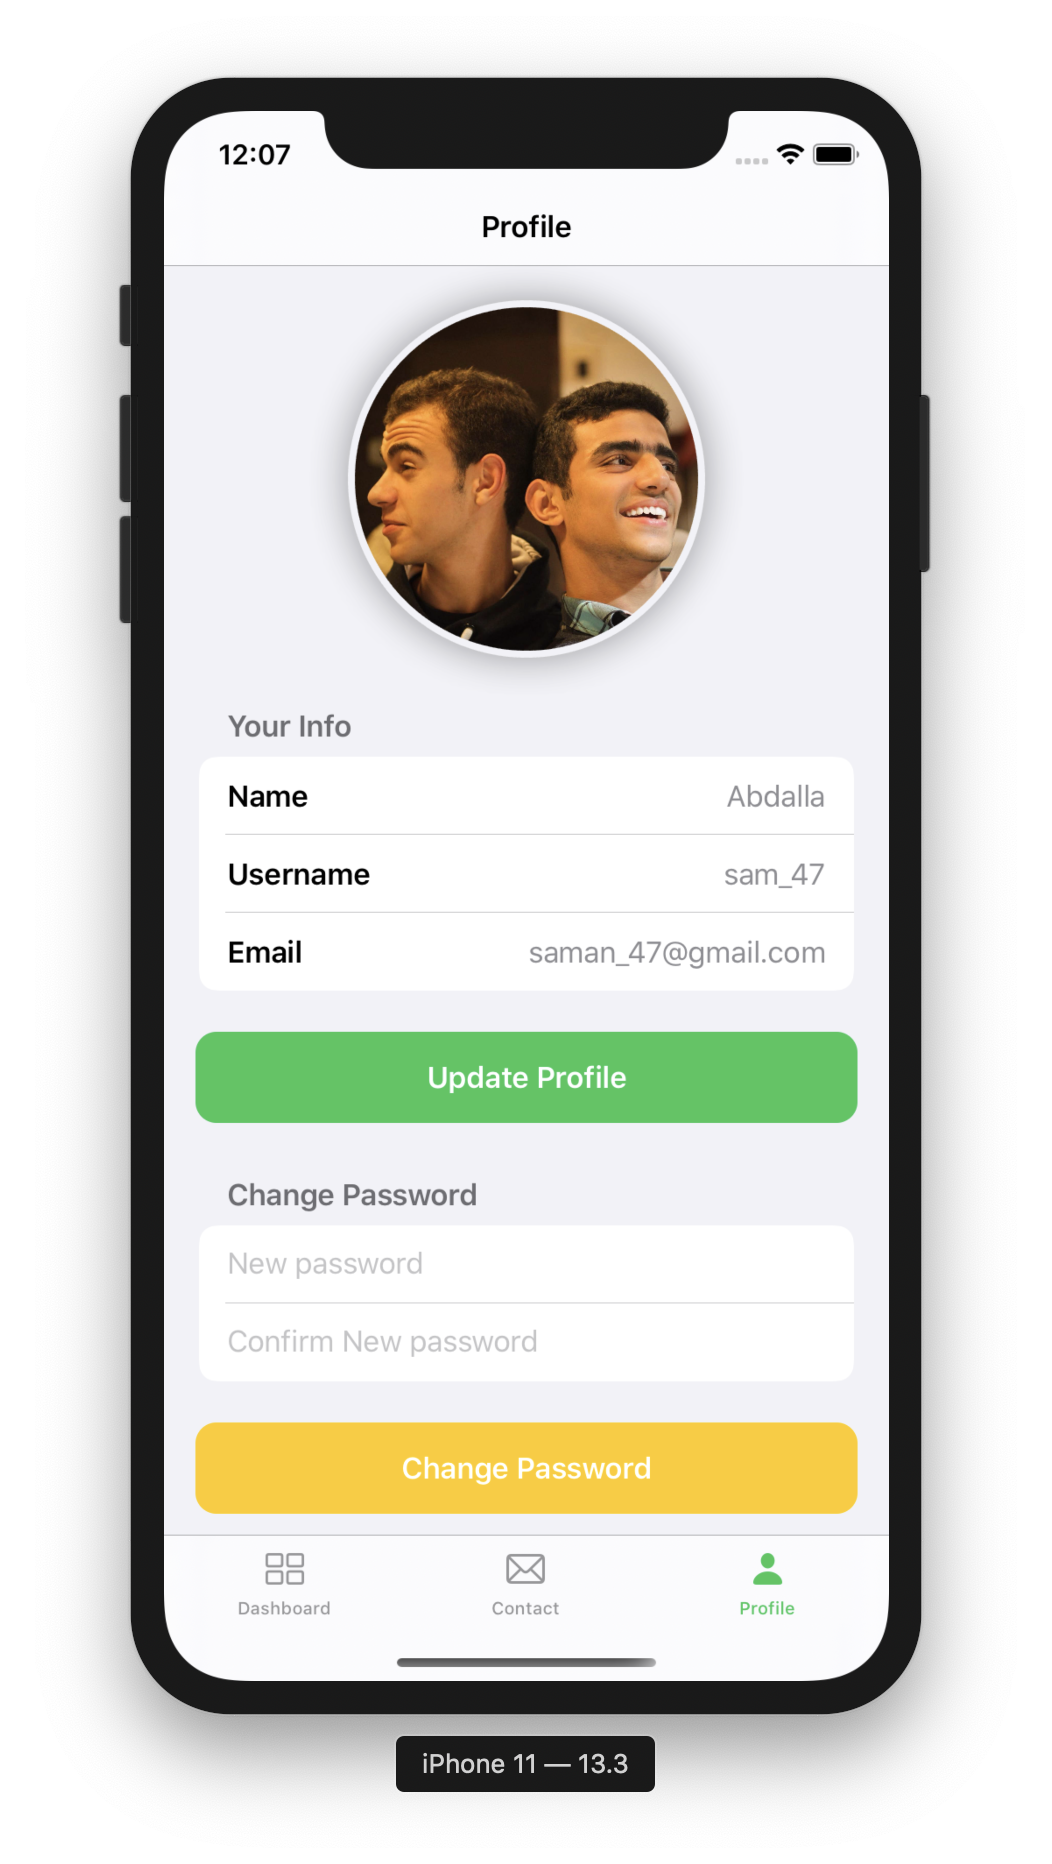 12:07
Profile
Your Info
Name Abdalla
Username sam_47
Email saman_47@gmail.com
Update Profile
Change Password
New password
Confirm New password
Change Password
Dashboard Contact Profile
iPhone 11 — 13.3